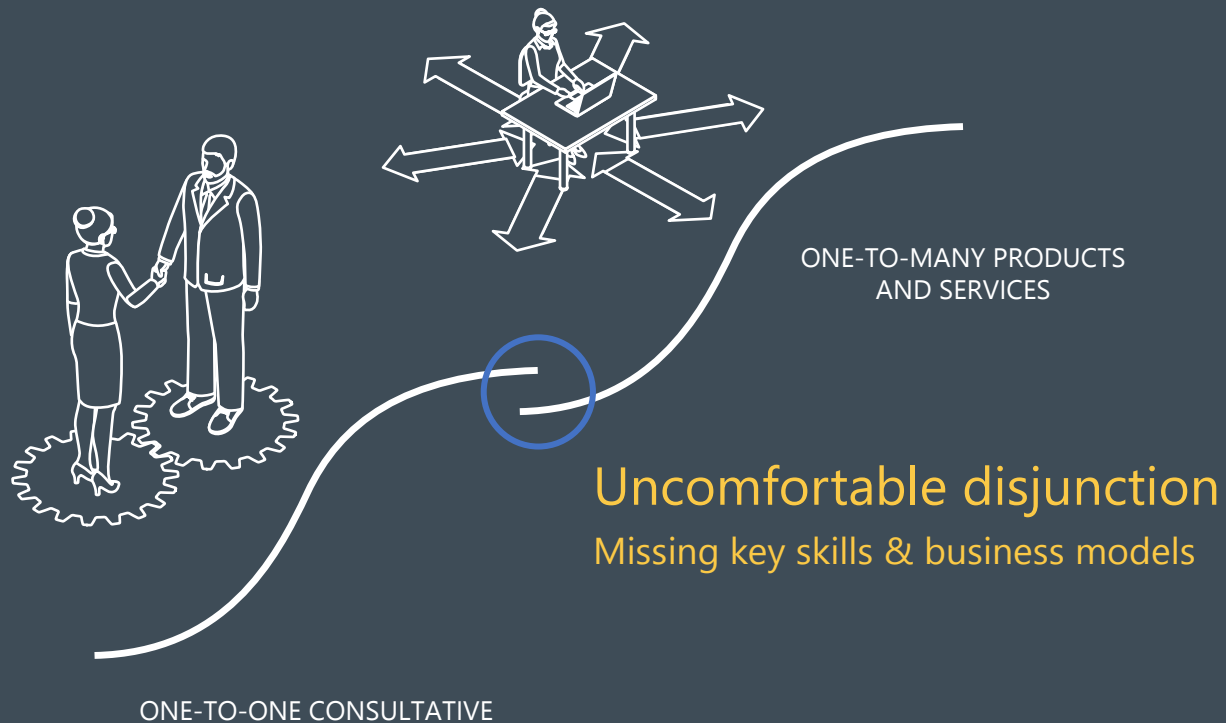 ONE-TO-MANY PRODUCTS
AND SERVICES
Uncomfortable disjunction
Missing key skills & business models
ONE-TO-ONE CONSULTATIVE